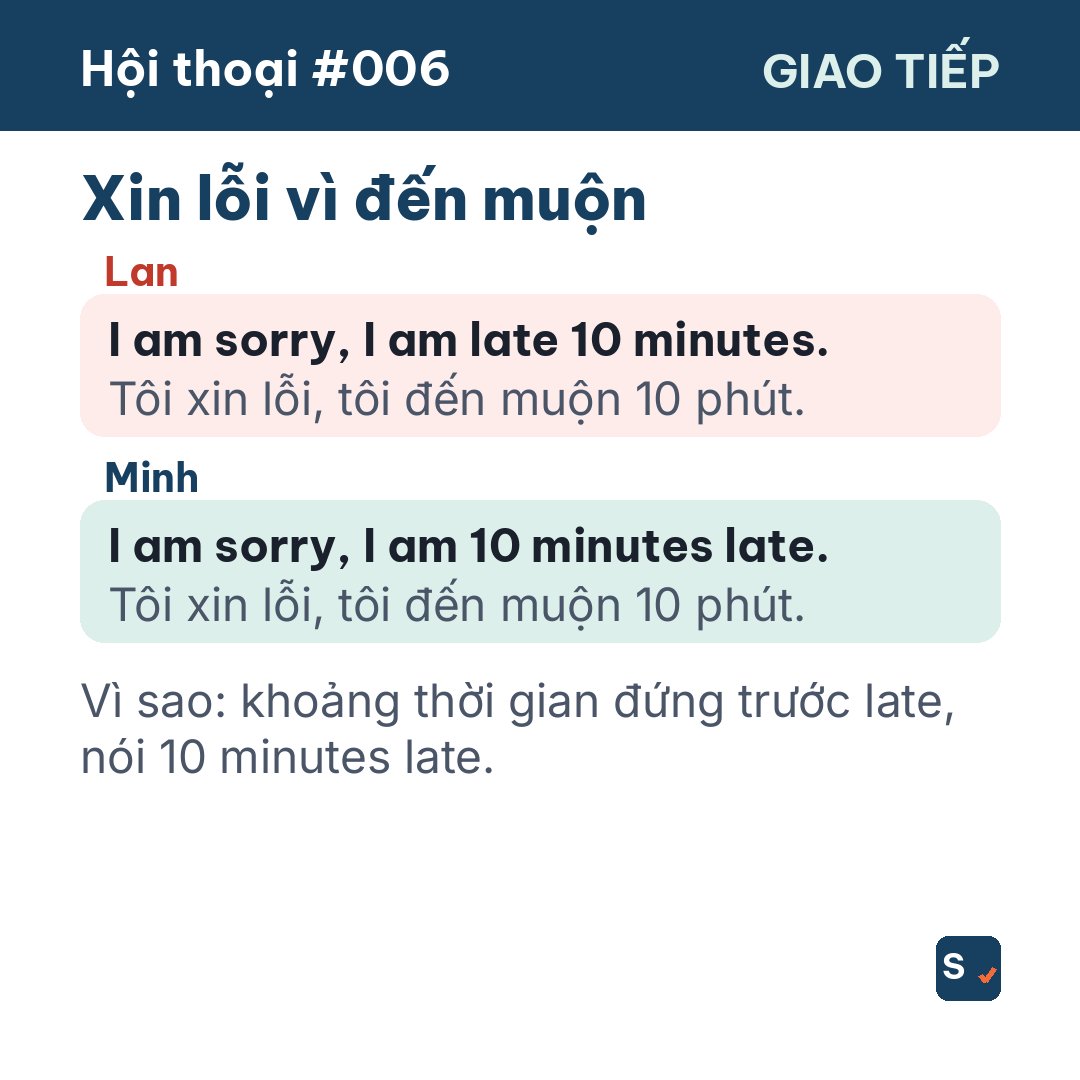 Hội thoại #006
GIAO TIẾP
Xin lỗi vì đến muộn
Lan
I am sorry, I am late 10 minutes.
Tôi xin lỗi, tôi đến muộn 10 phút.
Minh
I am sorry, I am 10 minutes late.
Tôi xin lỗi, tôi đến muộn 10 phút.
Vì sao: khoảng thời gian đứng trước late,
nói 10 minutes late.
S